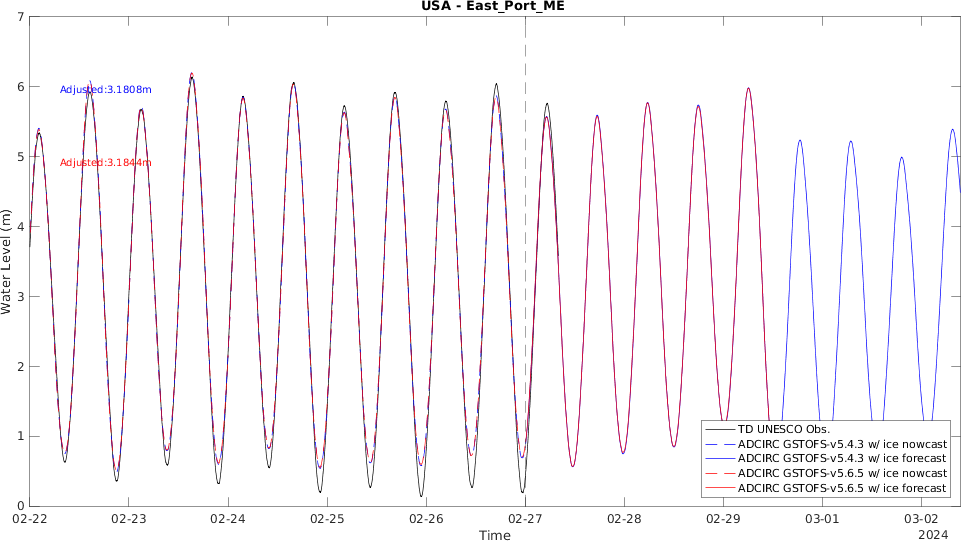 USA - East_Port_ME
7
6
5
4
3
2
1
0
Water Level (m)
Adjusted:3.1808m
Adjusted:3.1844m
TD UNESCO Obs.
ADCIRC GSTOFS-v5.4.3 w/ ice nowcast
ADCIRC GSTOFS-v5.4.3 w/ ice forecast
ADCIRC GSTOFS-v5.6.5 w/ ice nowcast
ADCIRC GSTOFS-v5.6.5 w/ ice forecast
02-22 02-23 02-24 02-25 02-26 02-27 02-28 02-29 03-01 03-02
Time
2024